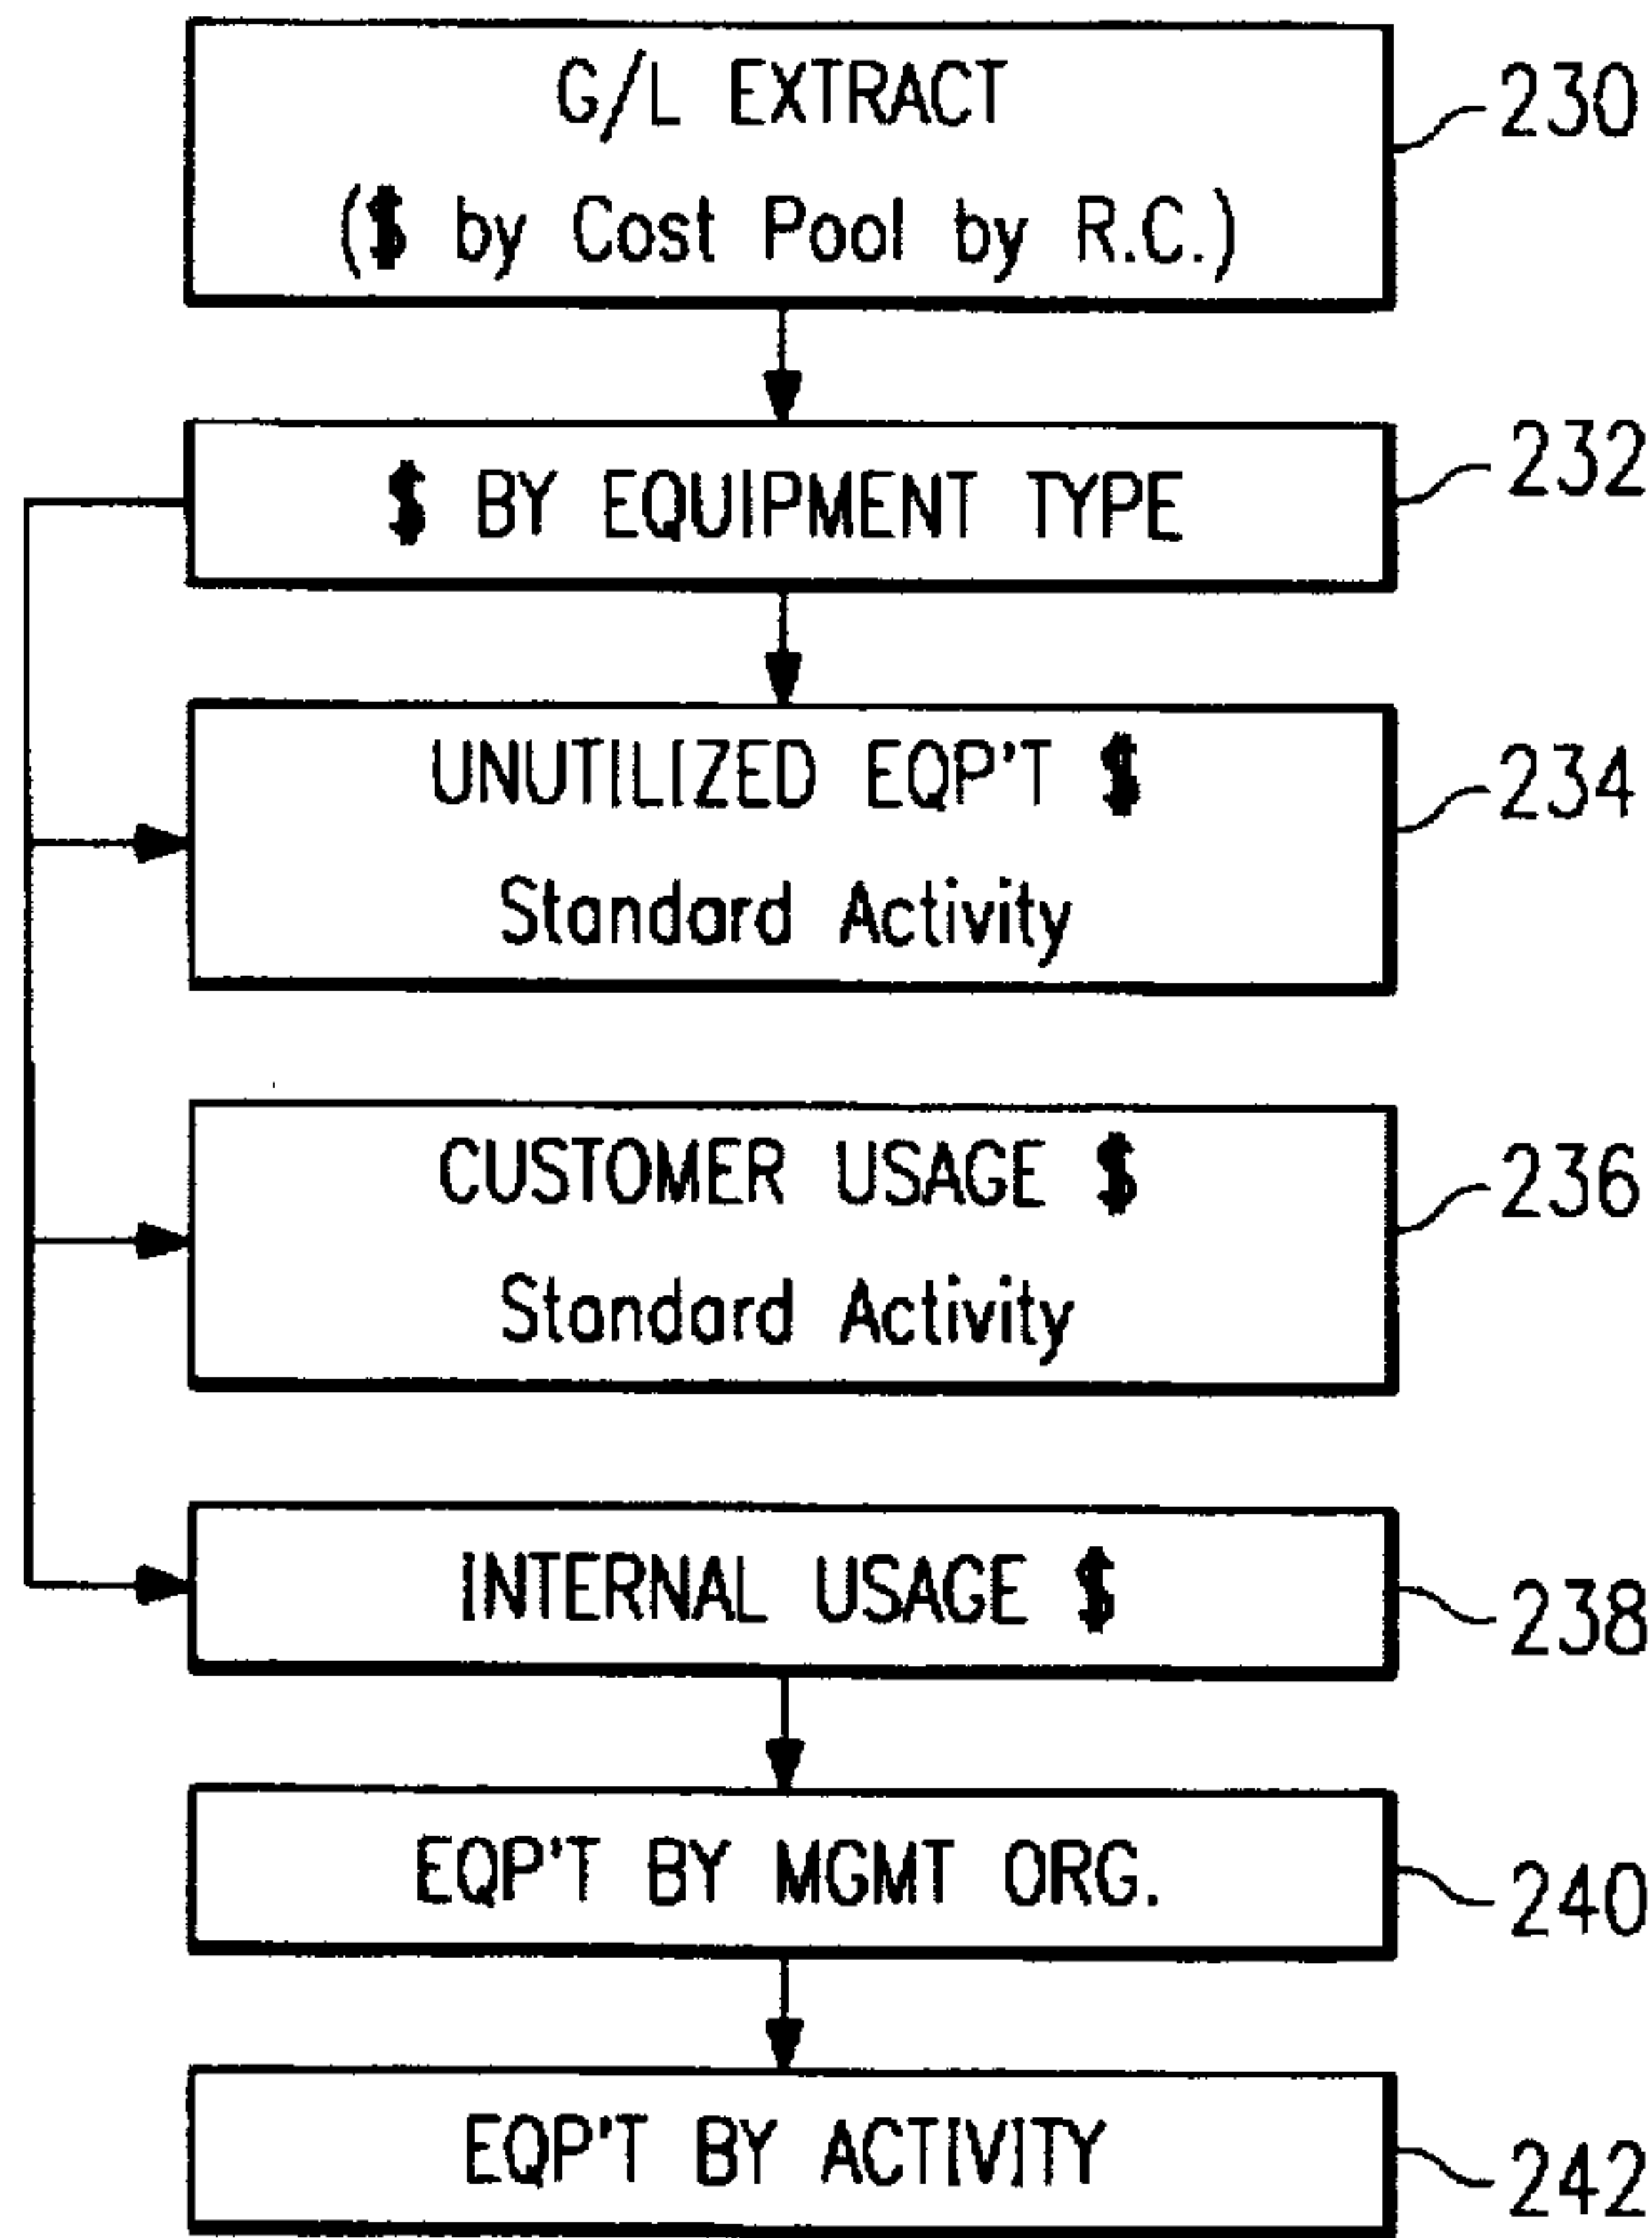 G/L EXTRACT
($ by Cost Pool by R.C.)
230
$ BY EQUIPMENT TYPE
232
UNUTILIZED EQP'T $
Standard Activity
234
CUSTOMER USAGE $
Standard Activity
236
INTERNAL USAGE $
238
EQP'T BY MGMT ORG.
240
EQP'T BY ACTIVITY
242